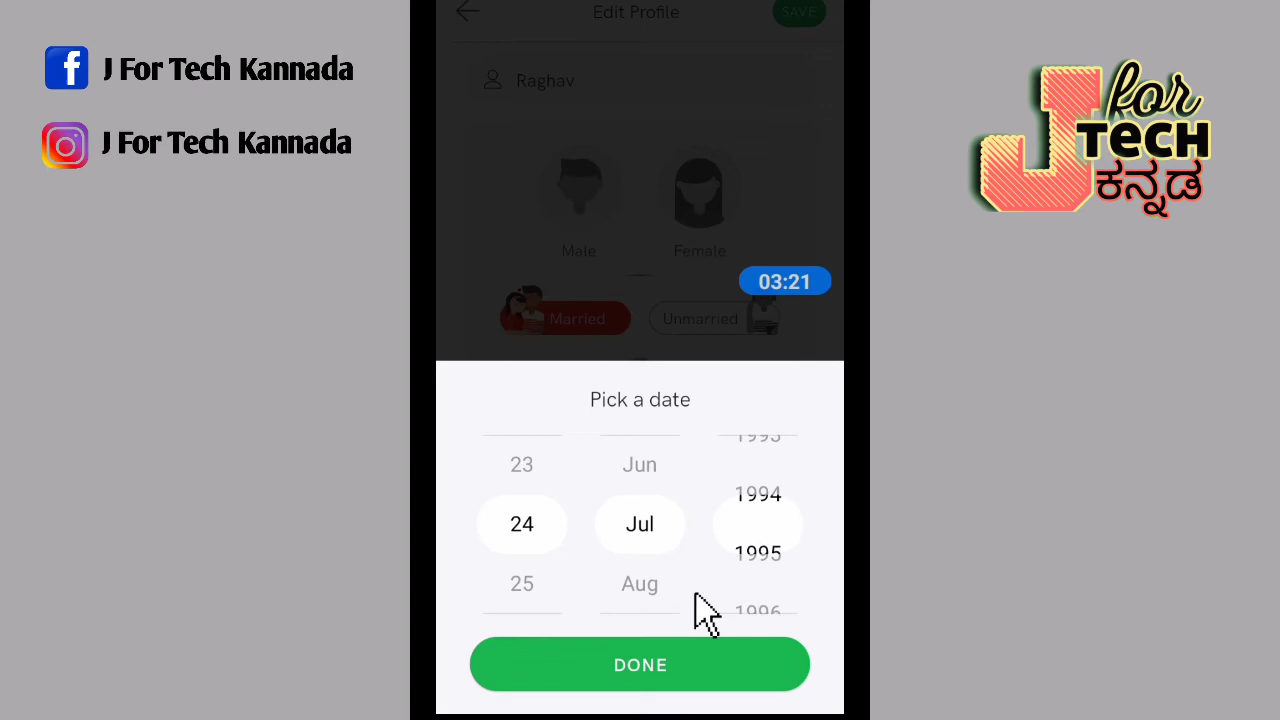 J For Tech Kannada
J For Tech Kannada
J for
TECH
ಕನ್ನಡ
Edit Profile
SAVE
Raghav
Male
Female
03:21
Married
Unmarried
Pick a date
1993
23
Jun
1994
24
Jul
1995
25
Aug
1996
DONE